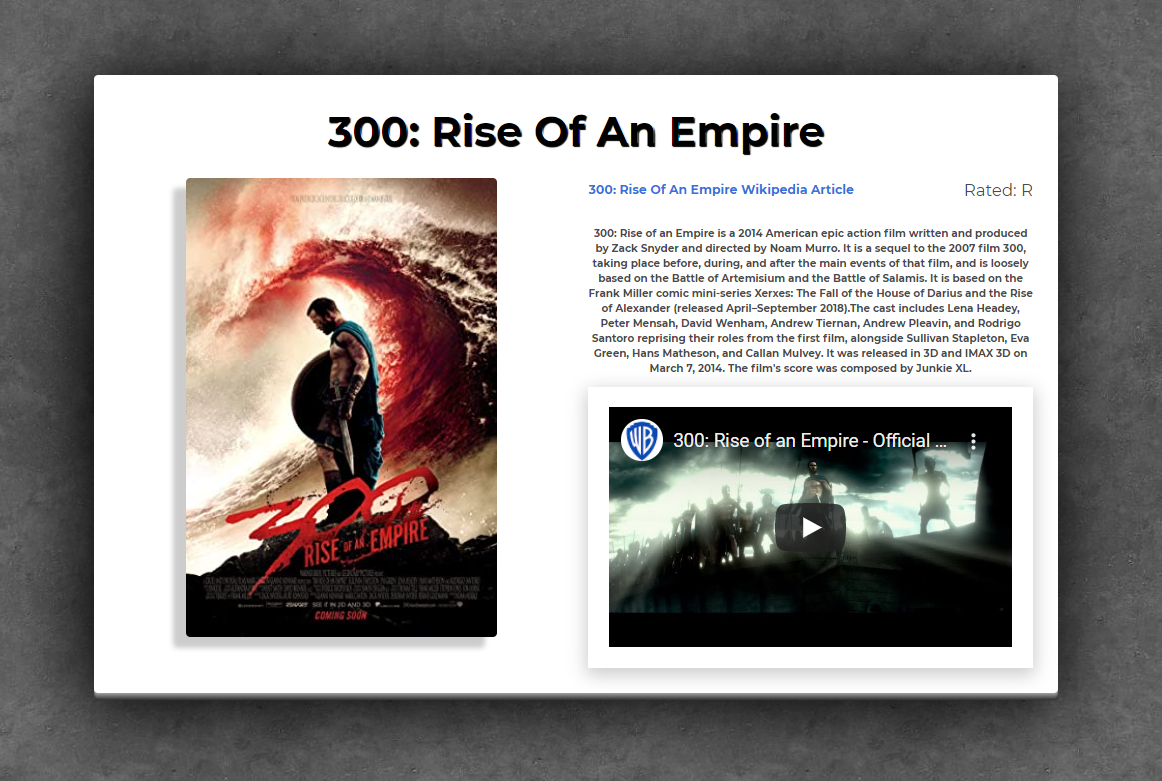 300: Rise Of An Empire
300: Rise Of An Empire Wikipedia Article
Rated: R
300: Rise of an Empire is a 2014 American epic action film written and produced
by Zack Snyder and directed by Noam Murro. It is a sequel to the 2007 film 300,
taking place before, during, and after the main events of that film, and is loosely
based on the Battle of Artemisium and the Battle of Salamis. It is based on the
Frank Miller comic mini-series Xerxes: The Fall of the House of Darius and the Rise
of Alexander (released April–September 2018).The cast includes Lena Headey,
Peter Mensah, David Wenham, Andrew Tiernan, Andrew Pleavin, and Rodrigo
Santoro reprising their roles from the first film, alongside Sullivan Stapleton, Eva
Green, Hans Matheson, and Callan Mulvey. It was released in 3D and IMAX 3D on
March 7, 2014. The film's score was composed by Junkie XL.
300
RISE OF AN EMPIRE
SEE IT IN 2D AND 3D
COMING SOON
WB
300: Rise of an Empire - Official ...